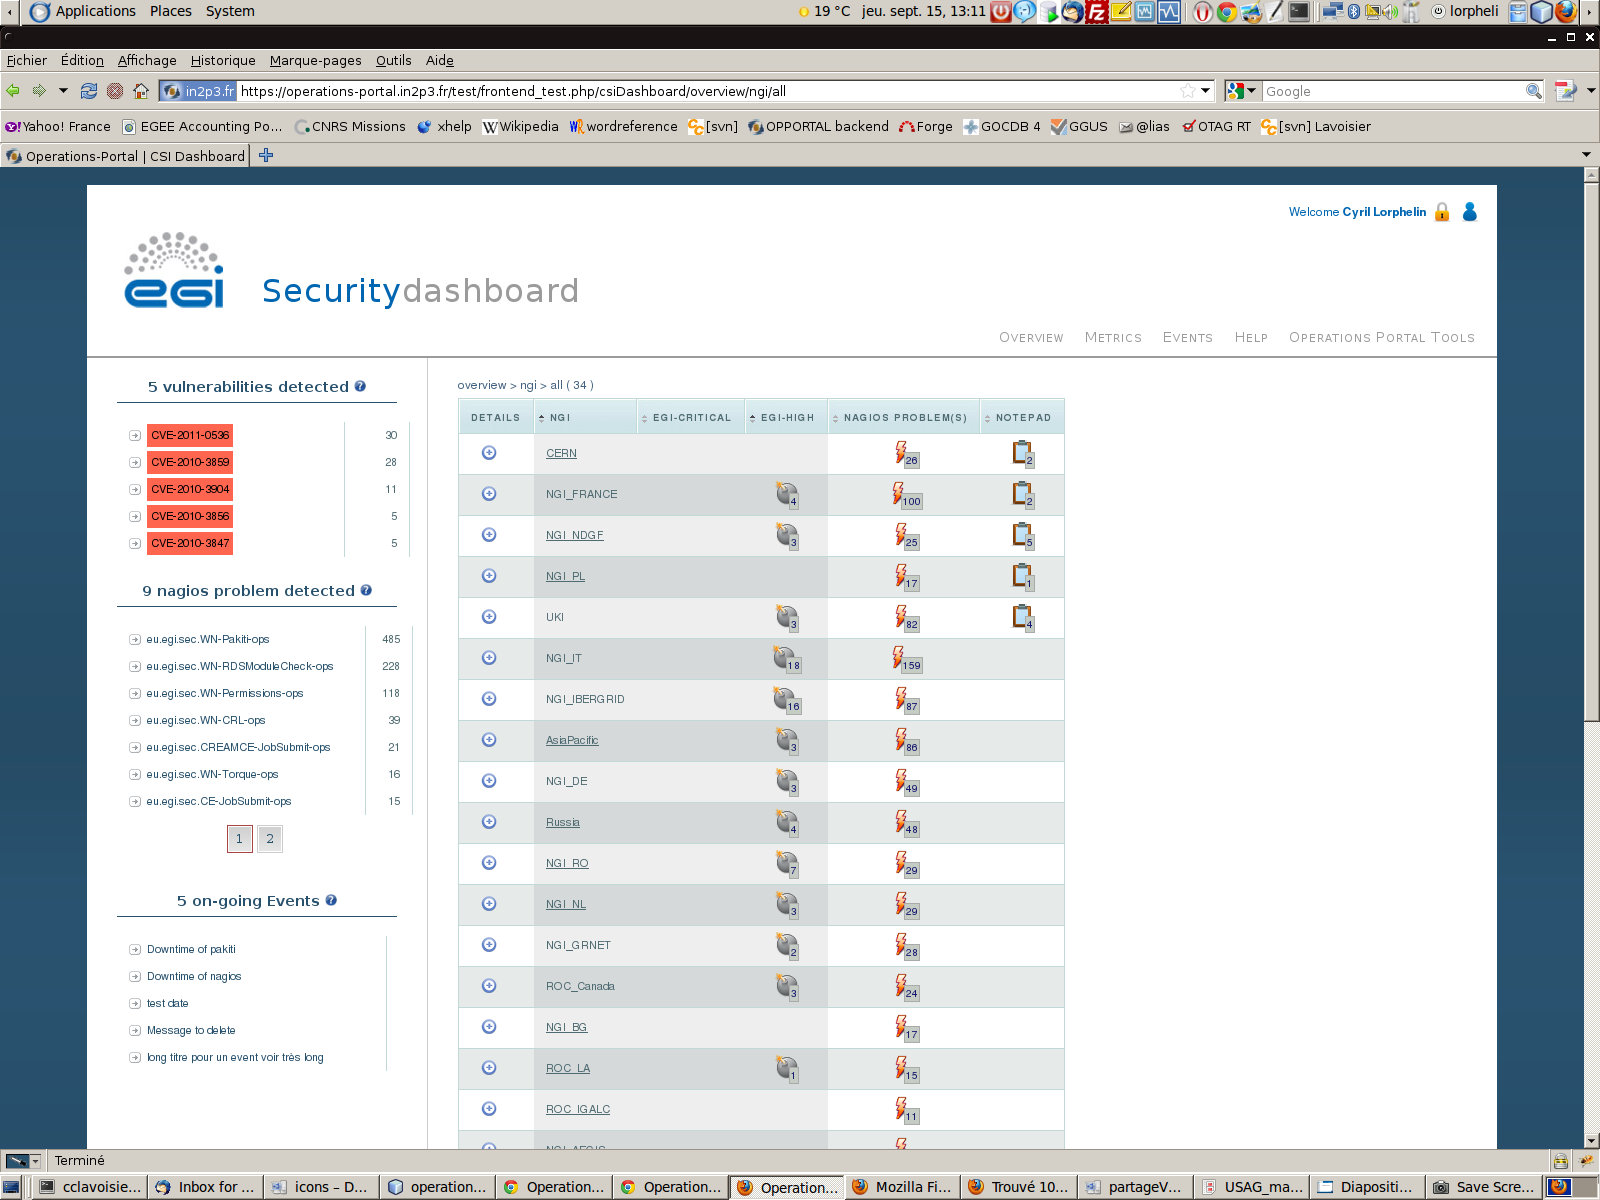 Applications Places System 19 °C jeu. sept. 15, 13:11 lorpheli
Fichier Édition Affichage Historique Marque-pages Outils Aide
in2p3.fr https://operations-portal.in2p3.fr/test/frontend_test.php/csiDashboard/overview/ngi/all Google
Yahoo! France EGEE Accounting Po... CNRS Missions xhelp Wikipedia wordreference [svn] OPPORTAL backend Forge GOCDB 4 GGUS @lias OTAG RT [svn] Lavoisier
Operations-Portal | CSI Dashboard
Welcome Cyril Lorphelin
egi Securitydashboard
Overview Metrics Events Help Operations Portal Tools
5 vulnerabilities detected
CVE-2011-0536 30
CVE-2010-3859 28
CVE-2010-3904 11
CVE-2010-3856 5
CVE-2010-3847 5
9 nagios problem detected
eu.egi.sec.WN-Pakiti-ops 485
eu.egi.sec.WN-RDSModuleCheck-ops 228
eu.egi.sec.WN-Permissions-ops 118
eu.egi.sec.WN-CRL-ops 39
eu.egi.sec.CREAMCE-JobSubmit-ops 21
eu.egi.sec.WN-Torque-ops 16
eu.egi.sec.CE-JobSubmit-ops 15
1 2
5 on-going Events
Downtime of pakiti
Downtime of nagios
test date
Message to delete
long titre pour un event voir très long
overview > ngi > all ( 34 )
DETAILS NGI EGI-CRITICAL EGI-HIGH NAGIOS PROBLEM(S) NOTEPAD
CERN 26 2
NGI_FRANCE 4 100 2
NGI_NDGF 3 25 5
NGI_PL 17 1
UKI 3 82 4
NGI_IT 18 159
NGI_IBERGRID 16 87
AsiaPacific 3 86
NGI_DE 3 49
Russia 4 48
NGI_RO 7 29
NGI_NL 3 29
NGI_GRNET 2 28
ROC_Canada 3 24
NGI_BG 17
ROC_LA 1 15
ROC_IGALC 11
NGI_AEGIS
Terminé
cclavoisie... Inbox for ... icons – D... operation... Operation... Operation... Operation... Mozilla Fi... Trouvé 10... partageV... USAG_ma... Diapositi... Save Scre...